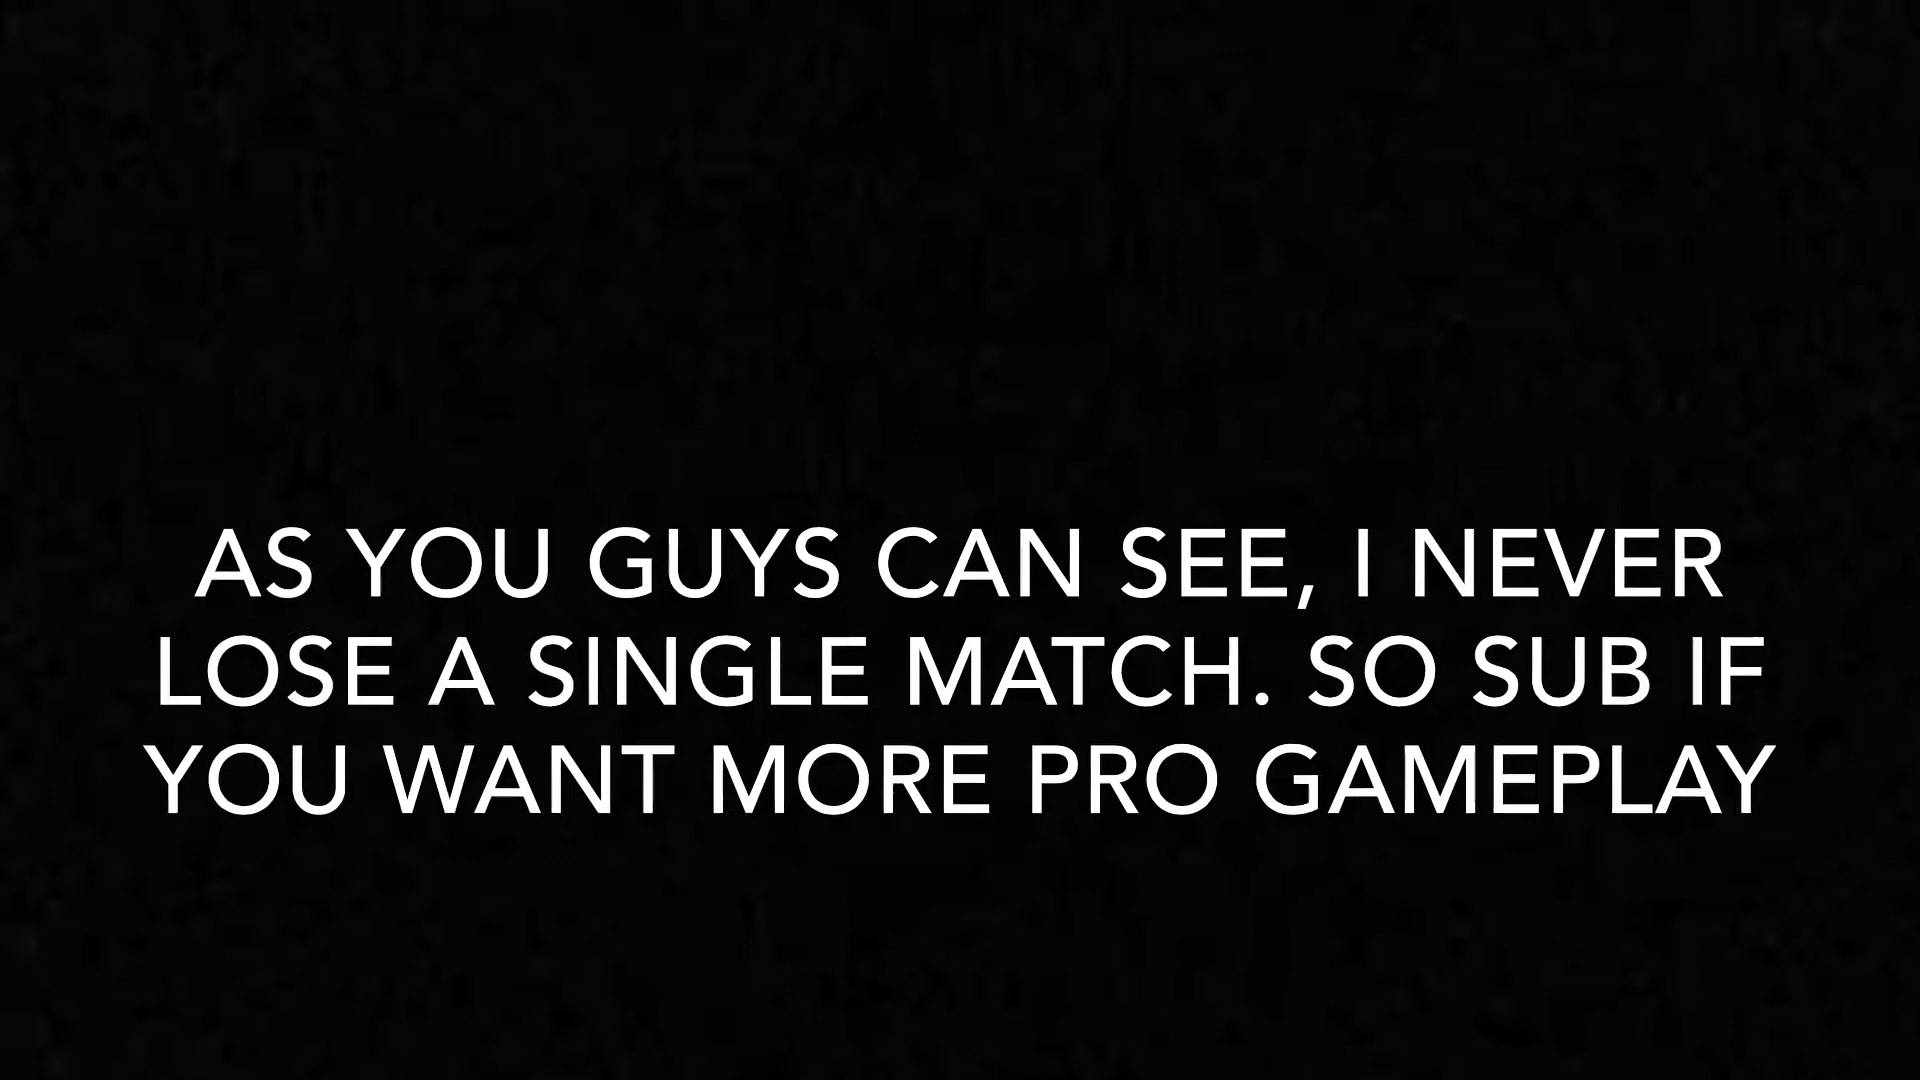 AS YOU GUYS CAN SEE, I NEVER
LOSE A SINGLE MATCH. SO SUB IF
YOU WANT MORE PRO GAMEPLAY